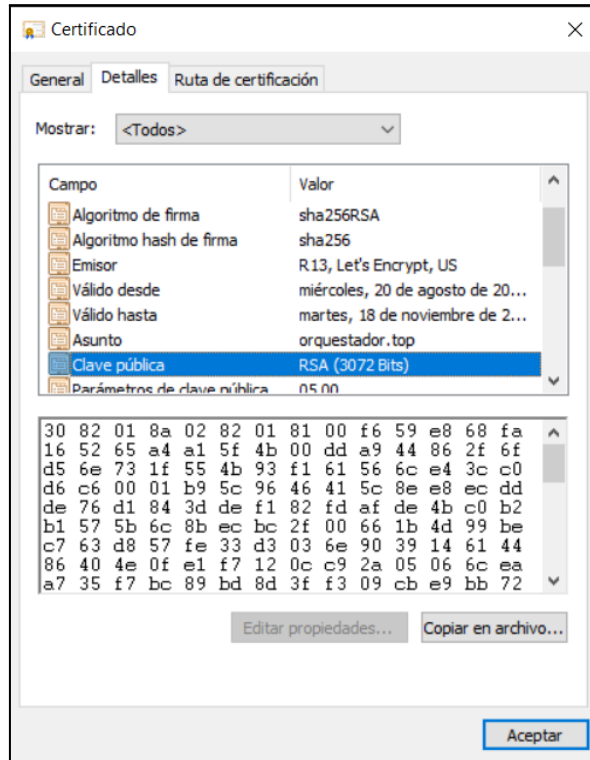 Certificado
General Detalles Ruta de certificación
Mostrar: <Todos>
Campo Valor
Algoritmo de firma sha256RSA
Algoritmo hash de firma sha256
Emisor R13, Let's Encrypt, US
Válido desde miércoles, 20 de agosto de 20...
Válido hasta martes, 18 de noviembre de 2...
Asunto orquestador.top
Clave pública RSA (3072 Bits)
Parámetros de clave pública 05 00
30 82 01 8a 02 82 01 81 00 f6 59 e8 68 fa
16 52 65 a4 a1 5f 4b 00 dd a9 44 86 2f 6f
d5 6e 73 1f 55 4b 93 f1 61 56 6c e4 3c c0
d6 c6 00 01 b9 5c 96 46 41 5c 8e e8 ec dd
de 76 d1 84 3d de f1 82 fd af de 4b c0 b2
b1 57 5b 6c 8b ec bc 2f 00 66 1b 4d 99 be
c7 63 d8 57 fe 33 d3 03 6e 90 39 14 61 44
86 40 4e 0f e1 f7 12 0c c9 2a 05 06 6c ea
a7 35 f7 bc 89 bd 8d 3f f3 09 cb e9 bb 72
Editar propiedades... Copiar en archivo...
Aceptar